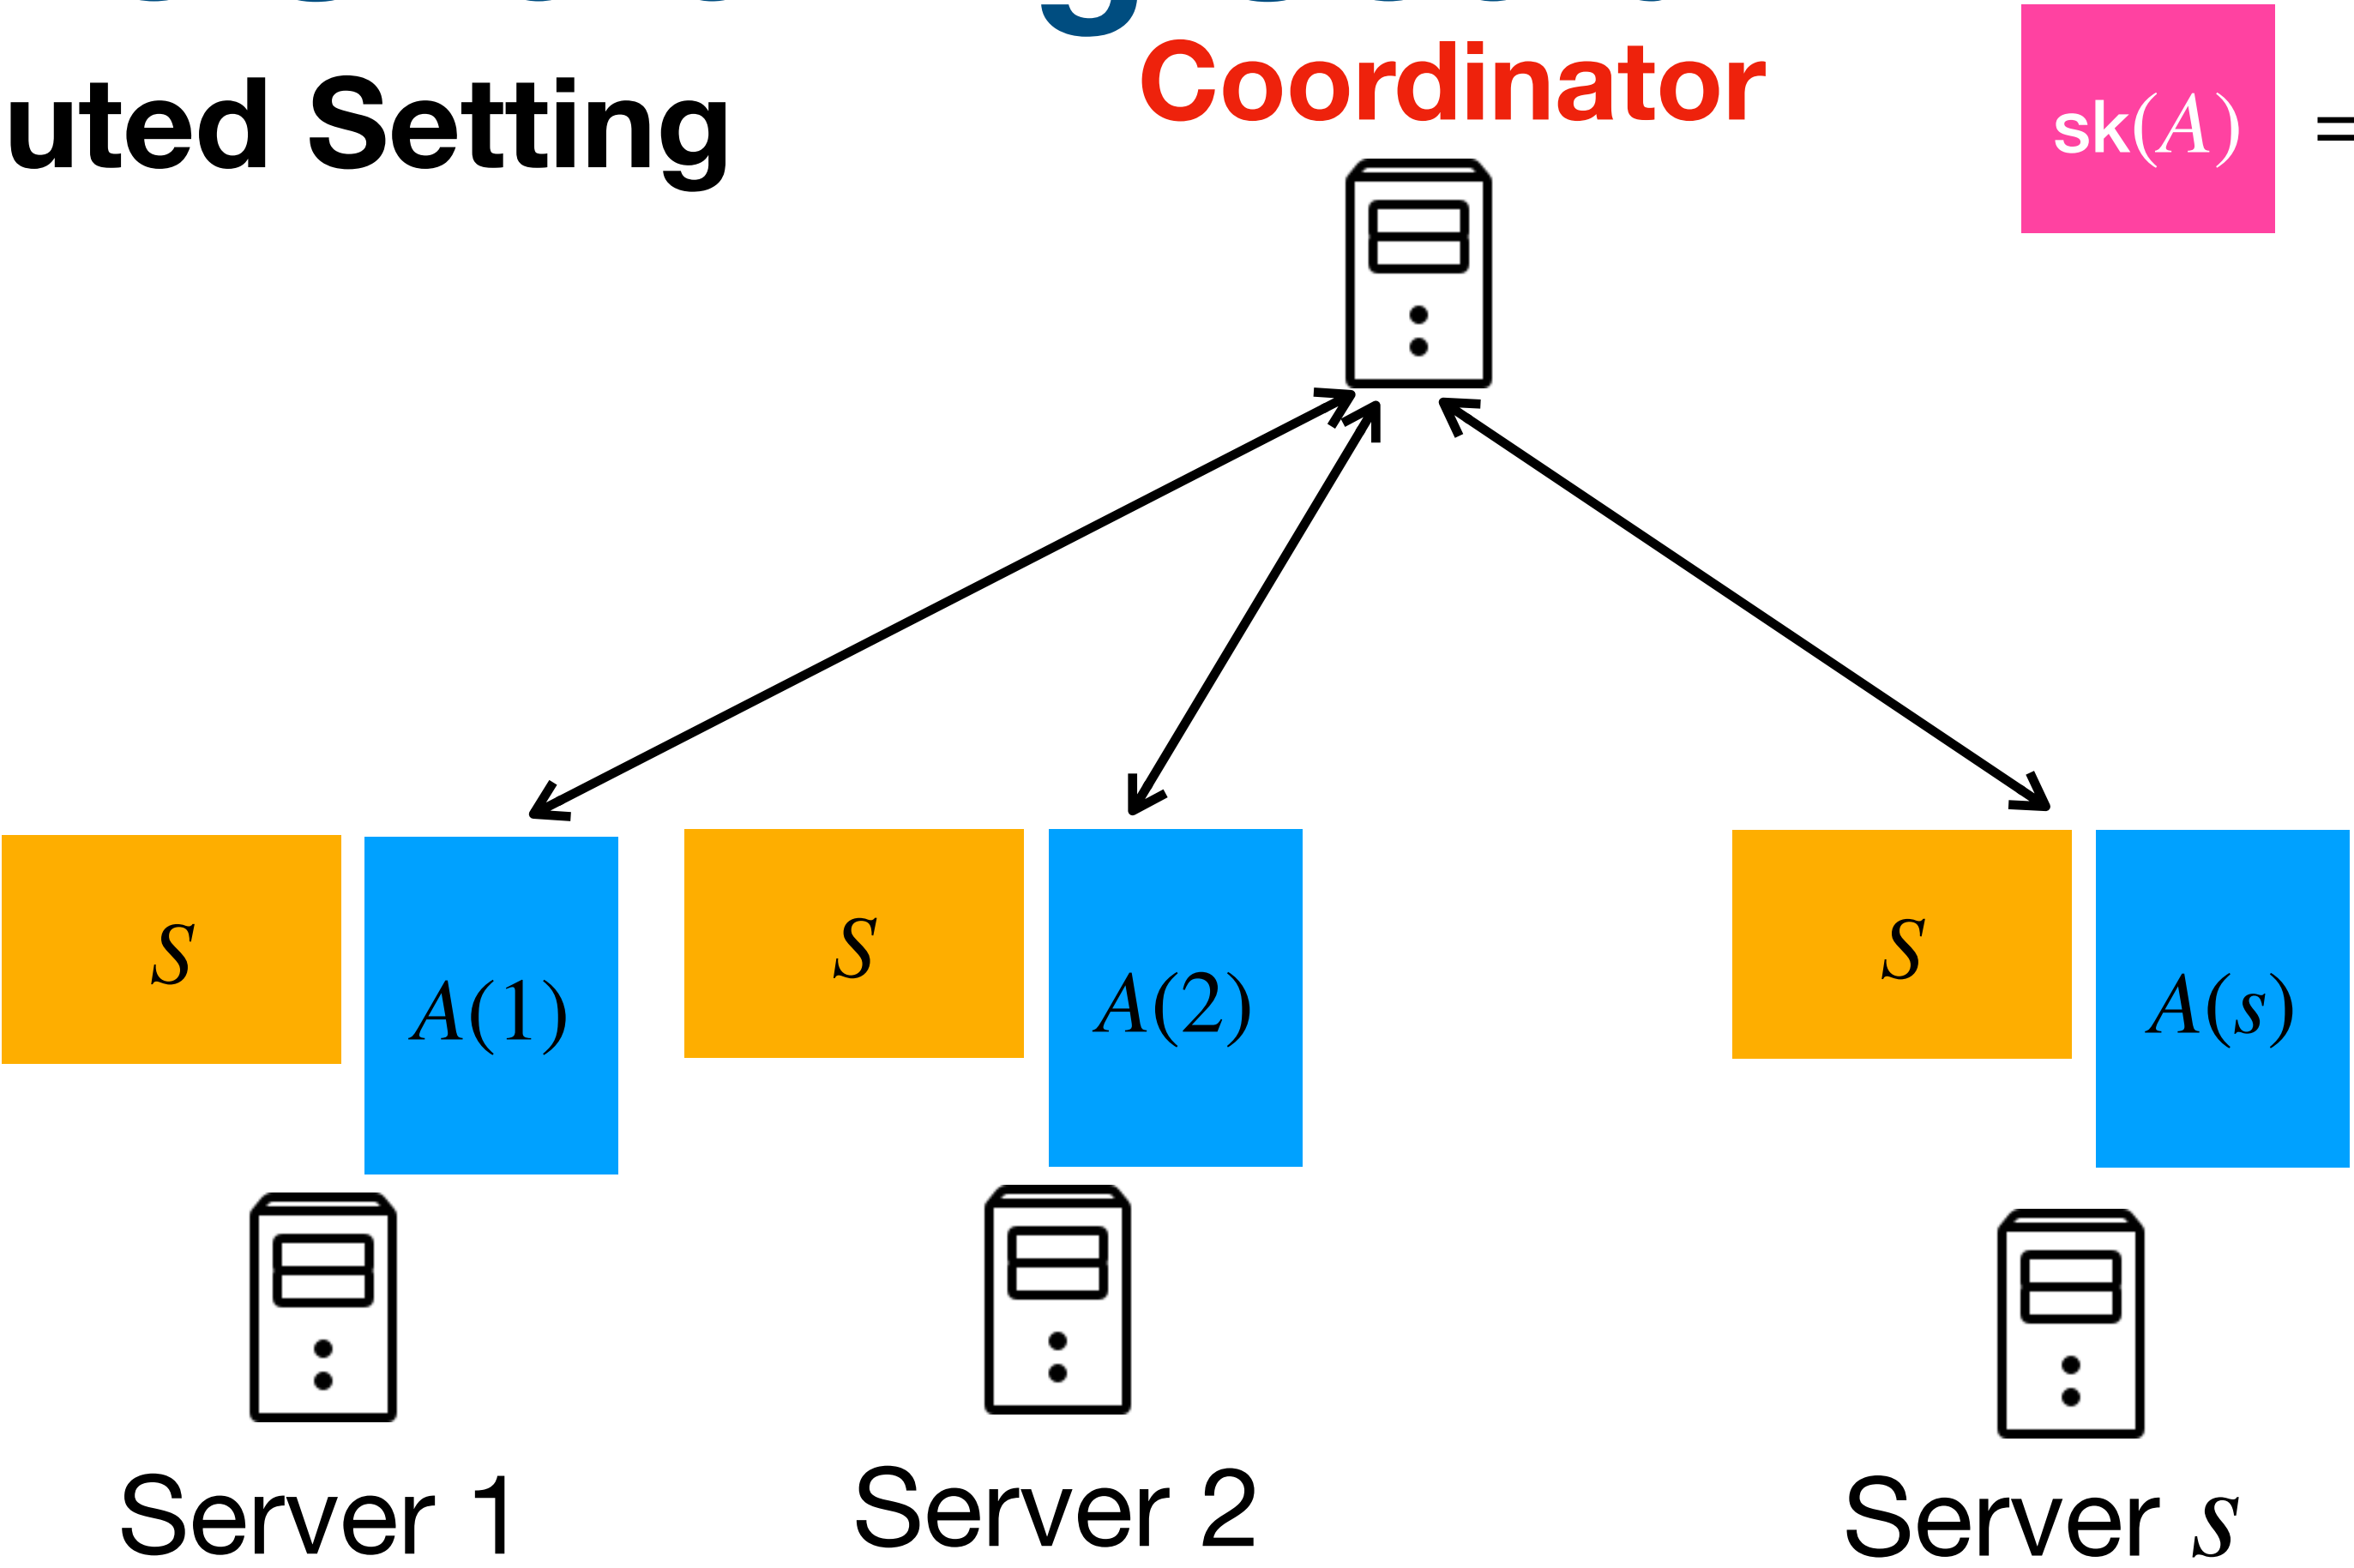 Coordinator
uted Setting
sk(A) =
S
A(1)
S
A(2)
S
A(s)
Server 1
Server 2
Server s